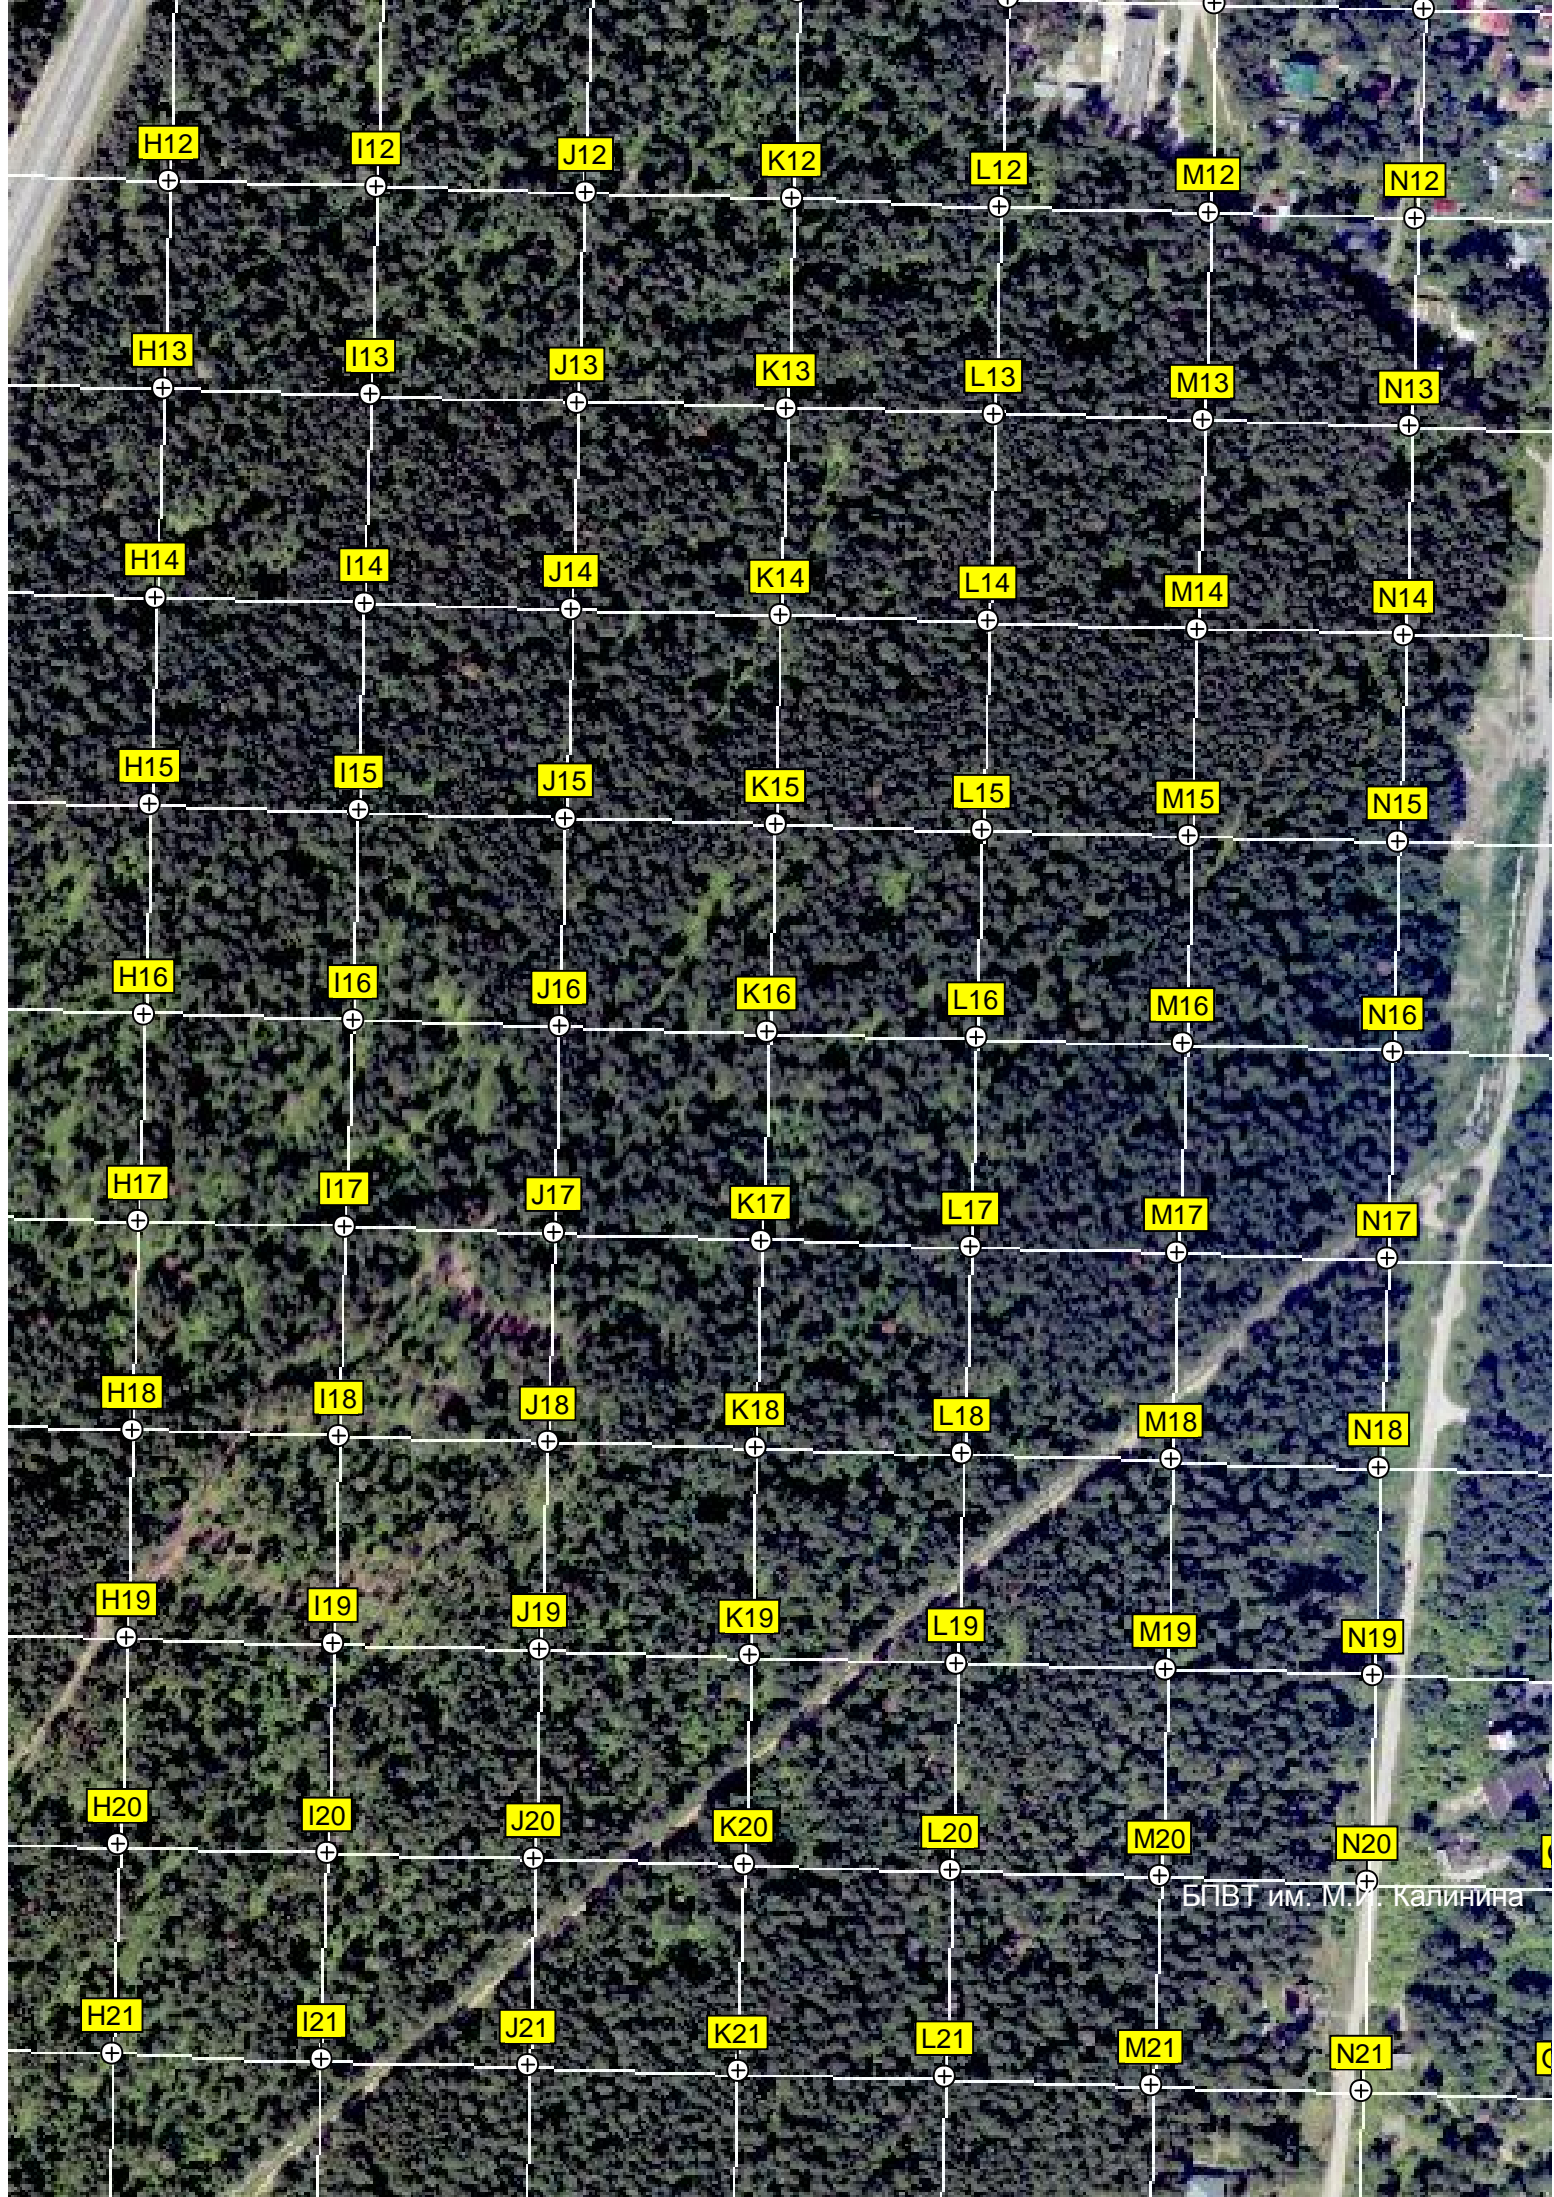 H12 I12 J12 K12 L12 M12 N12
H13 I13 J13 K13 L13 M13 N13
H14 I14 J14 K14 L14 M14 N14
H15 I15 J15 K15 L15 M15 N15
H16 I16 J16 K16 L16 M16 N16
H17 I17 J17 K17 L17 M17 N17
H18 I18 J18 K18 L18 M18 N18
H19 I19 J19 K19 L19 M19 N19
H20 I20 J20 K20 L20 M20 N20
БПВТ им. М.И. Калинина
H21 I21 J21 K21 L21 M21 N21